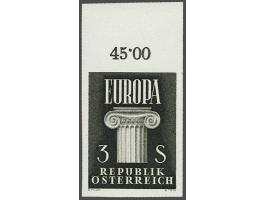 45·00
EUROPA
3 S
REPUBLIK
ÖSTERREICH